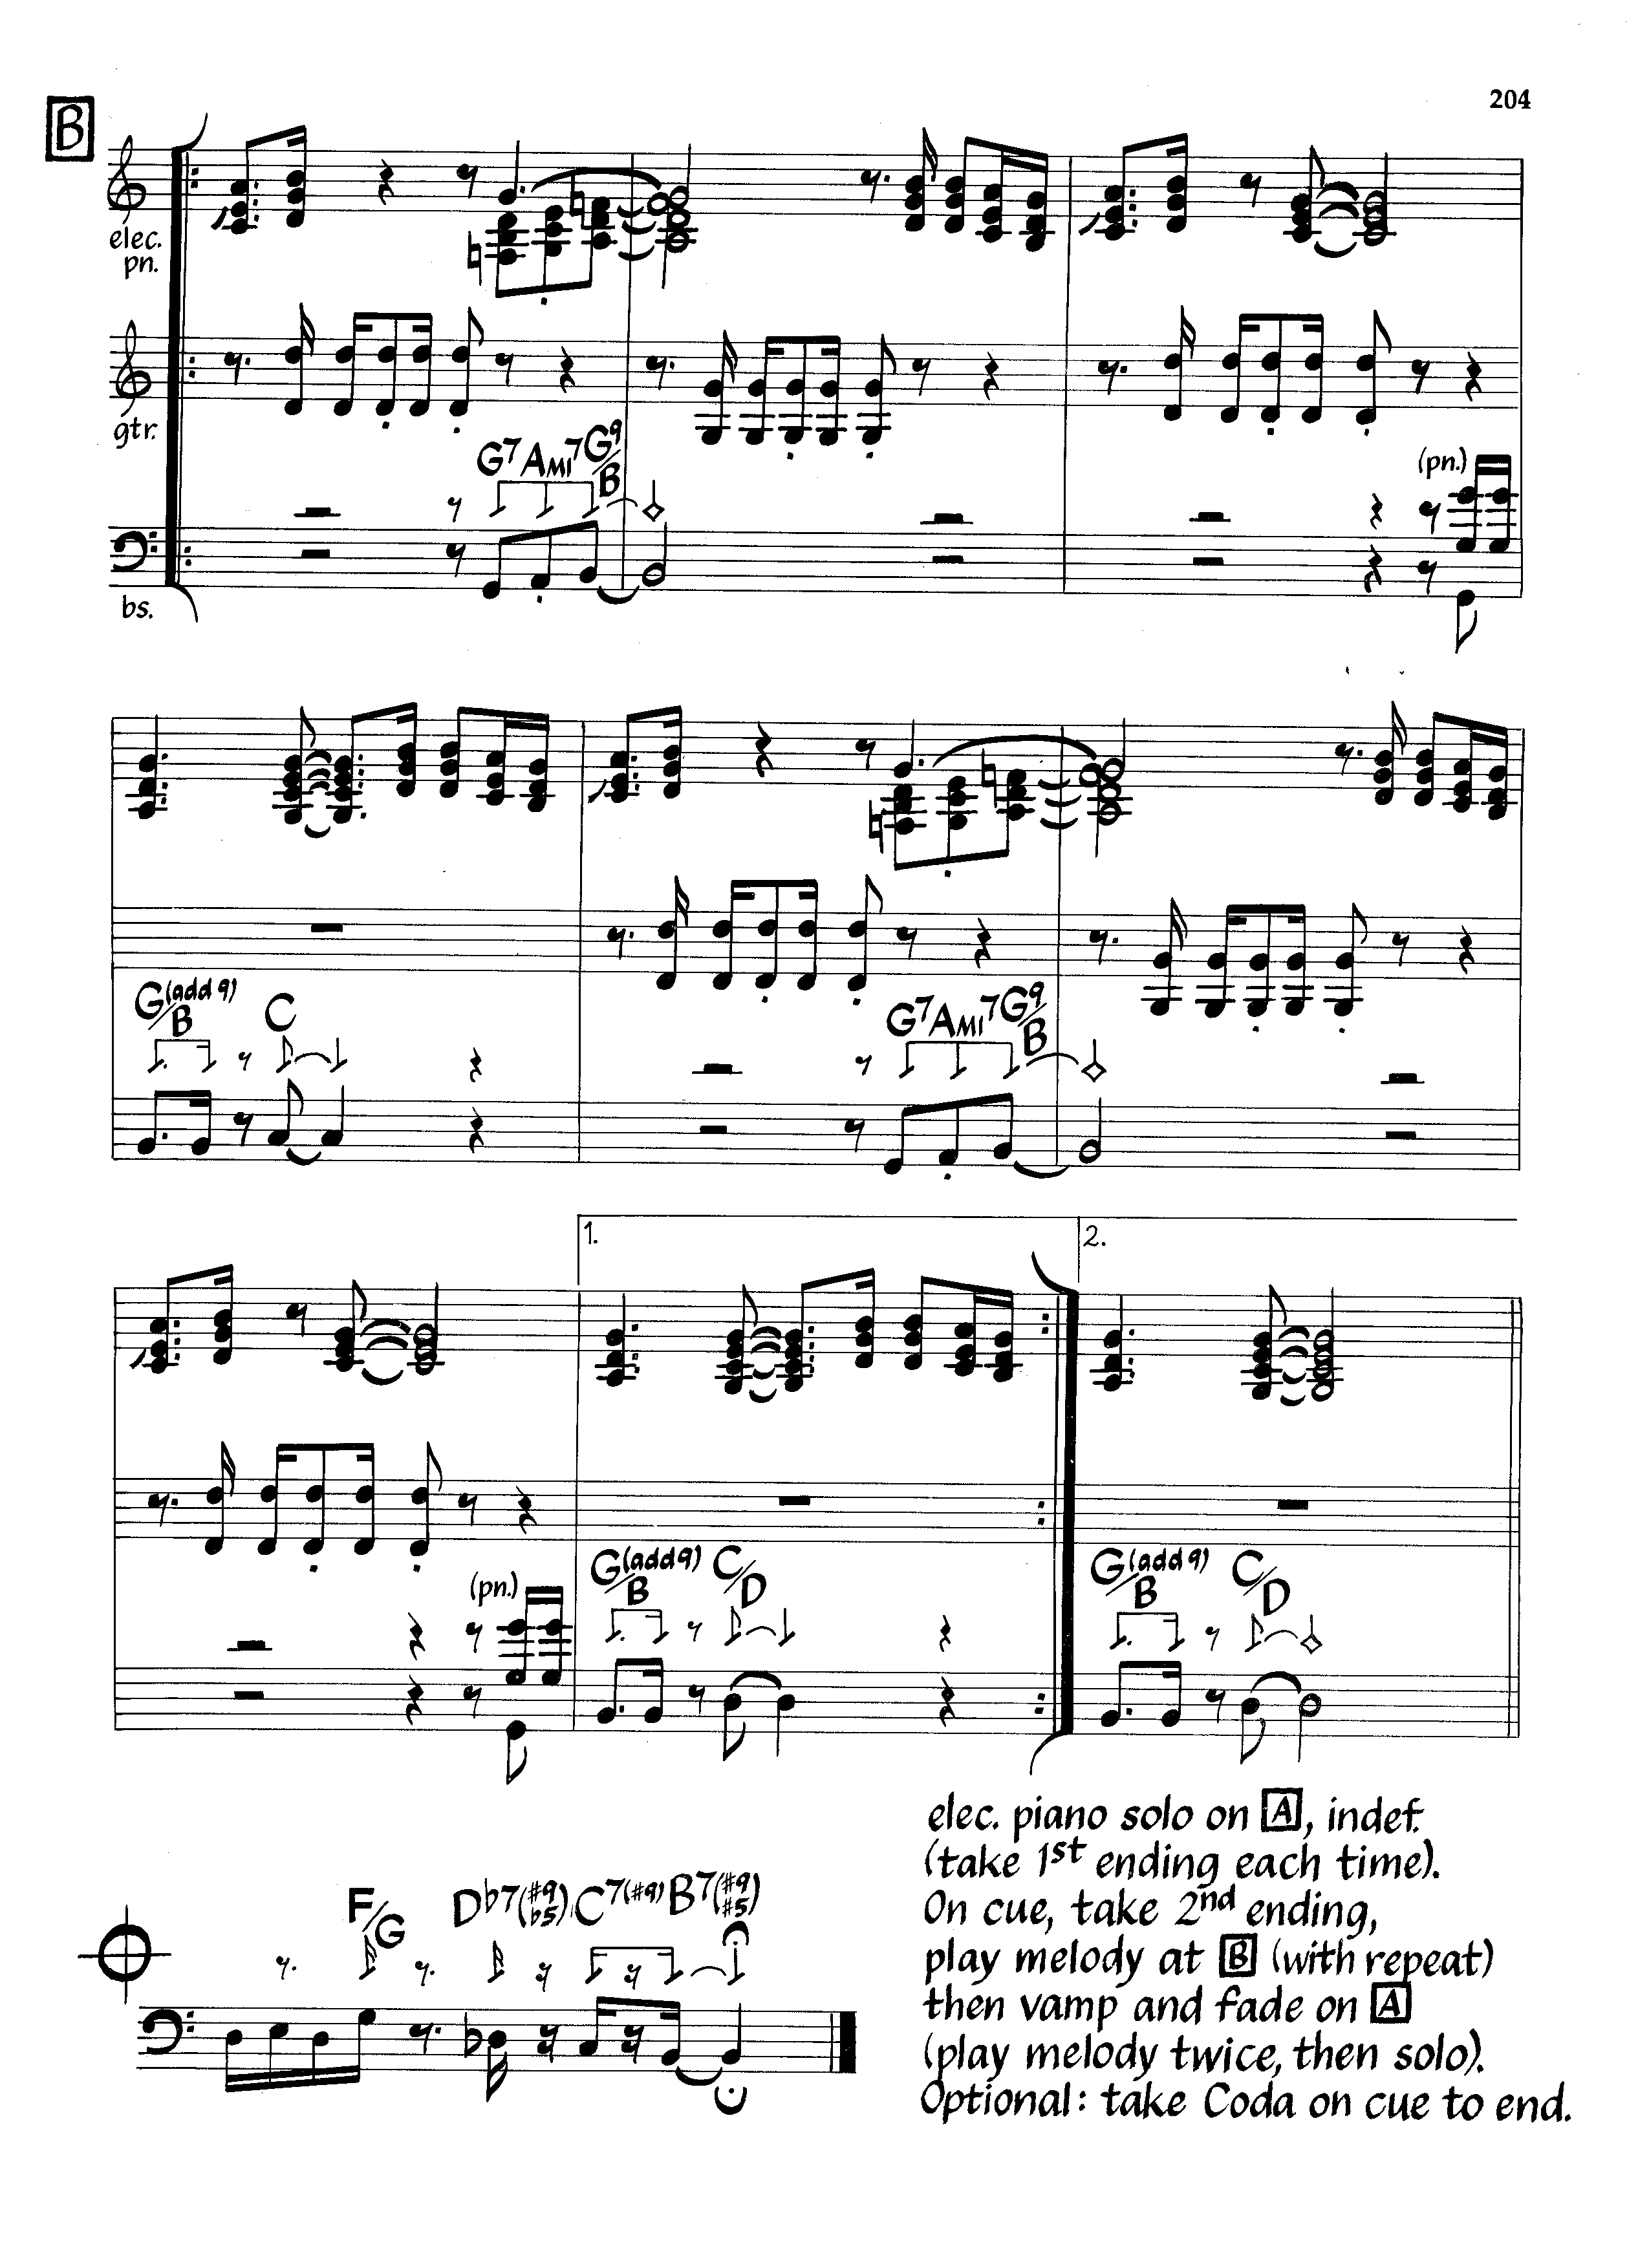 204
B
elec.
pn.
gtr.
G7 AMI7 G9/B
(pn.)
bs.
G(add 9)/B C
G7 AMI7 G9/B
1.
2.
(pn.)
G(add 9)/B C/D
G(add 9)/B C/D
F/G Db7(#9 b5) C7(#9) B7(#9 #5)
elec. piano solo on A, indef.
(take 1st ending each time).
On cue, take 2nd ending,
play melody at B (with repeat)
then vamp and fade on A
(play melody twice, then solo).
Optional: take Coda on cue to end.